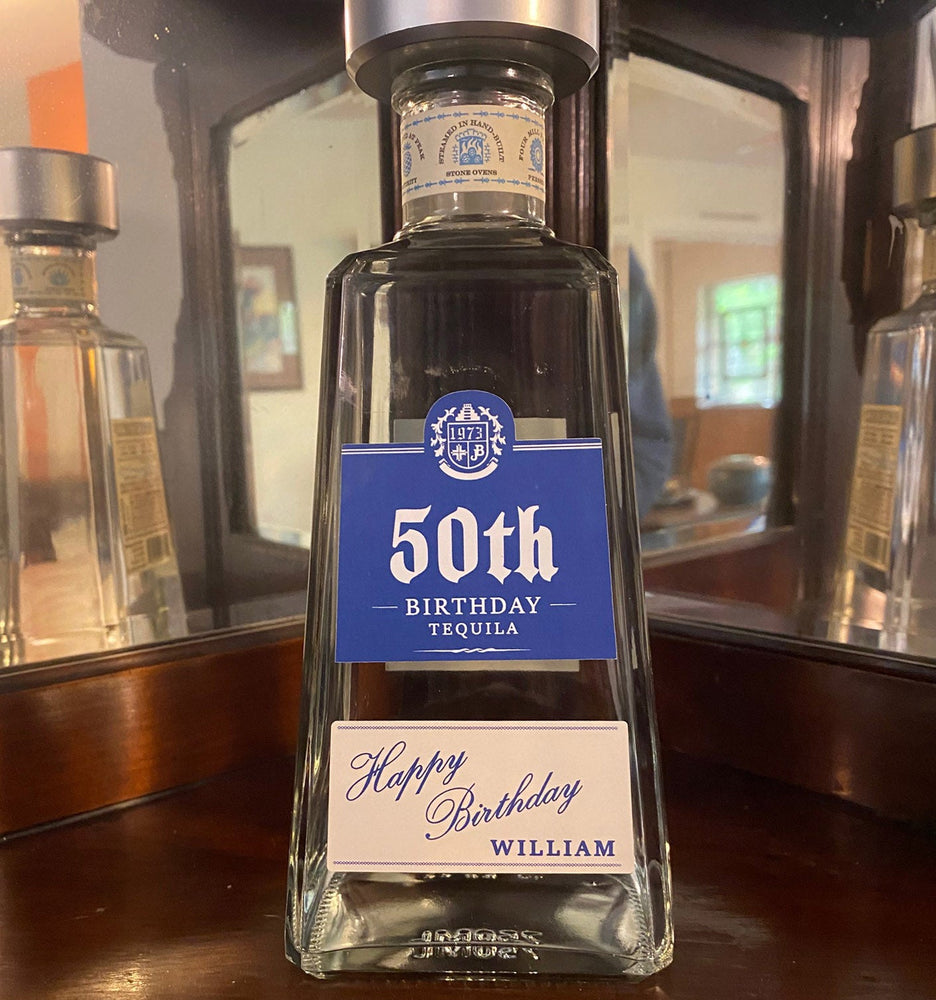 STEAMED IN HAND-BUILT
STONE OVENS
1973
50th
BIRTHDAY
TEQUILA
Happy
Birthday
WILLIAM